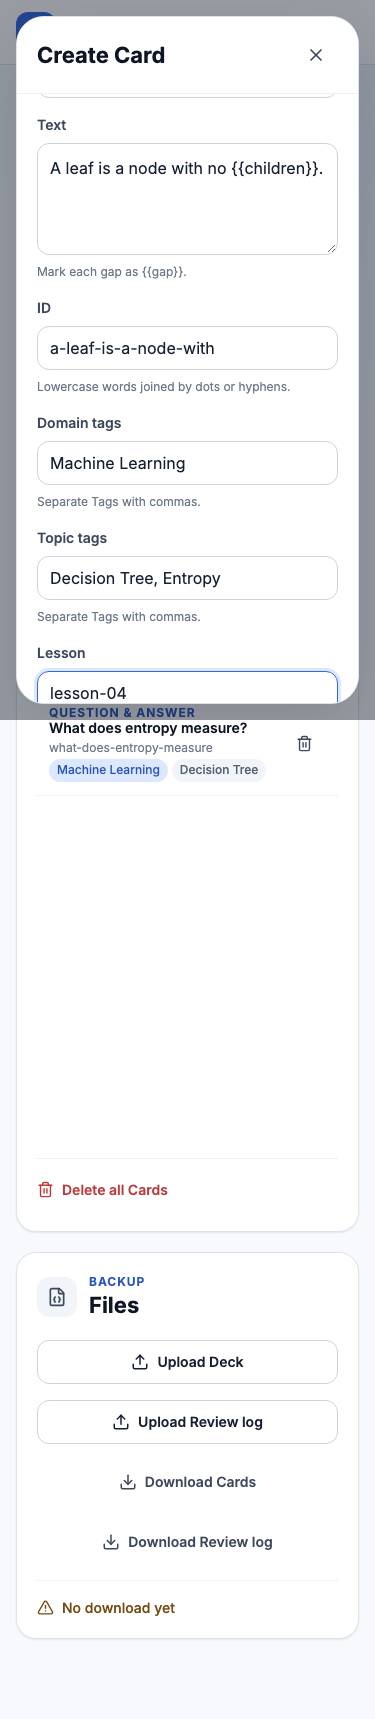 Create Card
Text
A leaf is a node with no {{children}}.
Mark each gap as {{gap}}.
ID
a-leaf-is-a-node-with
Lowercase words joined by dots or hyphens.
Domain tags
Machine Learning
Separate Tags with commas.
Topic tags
Decision Tree, Entropy
Separate Tags with commas.
Lesson
lesson-04
QUESTION & ANSWER
What does entropy measure?
what-does-entropy-measure
Machine Learning Decision Tree
Delete all Cards
BACKUP
Files
Upload Deck
Upload Review log
Download Cards
Download Review log
No download yet